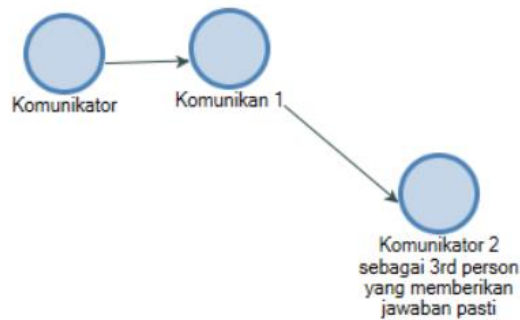 Komunikator
Komunikan 1
Komunikator 2
sebagai 3rd person
yang memberikan
jawaban pasti